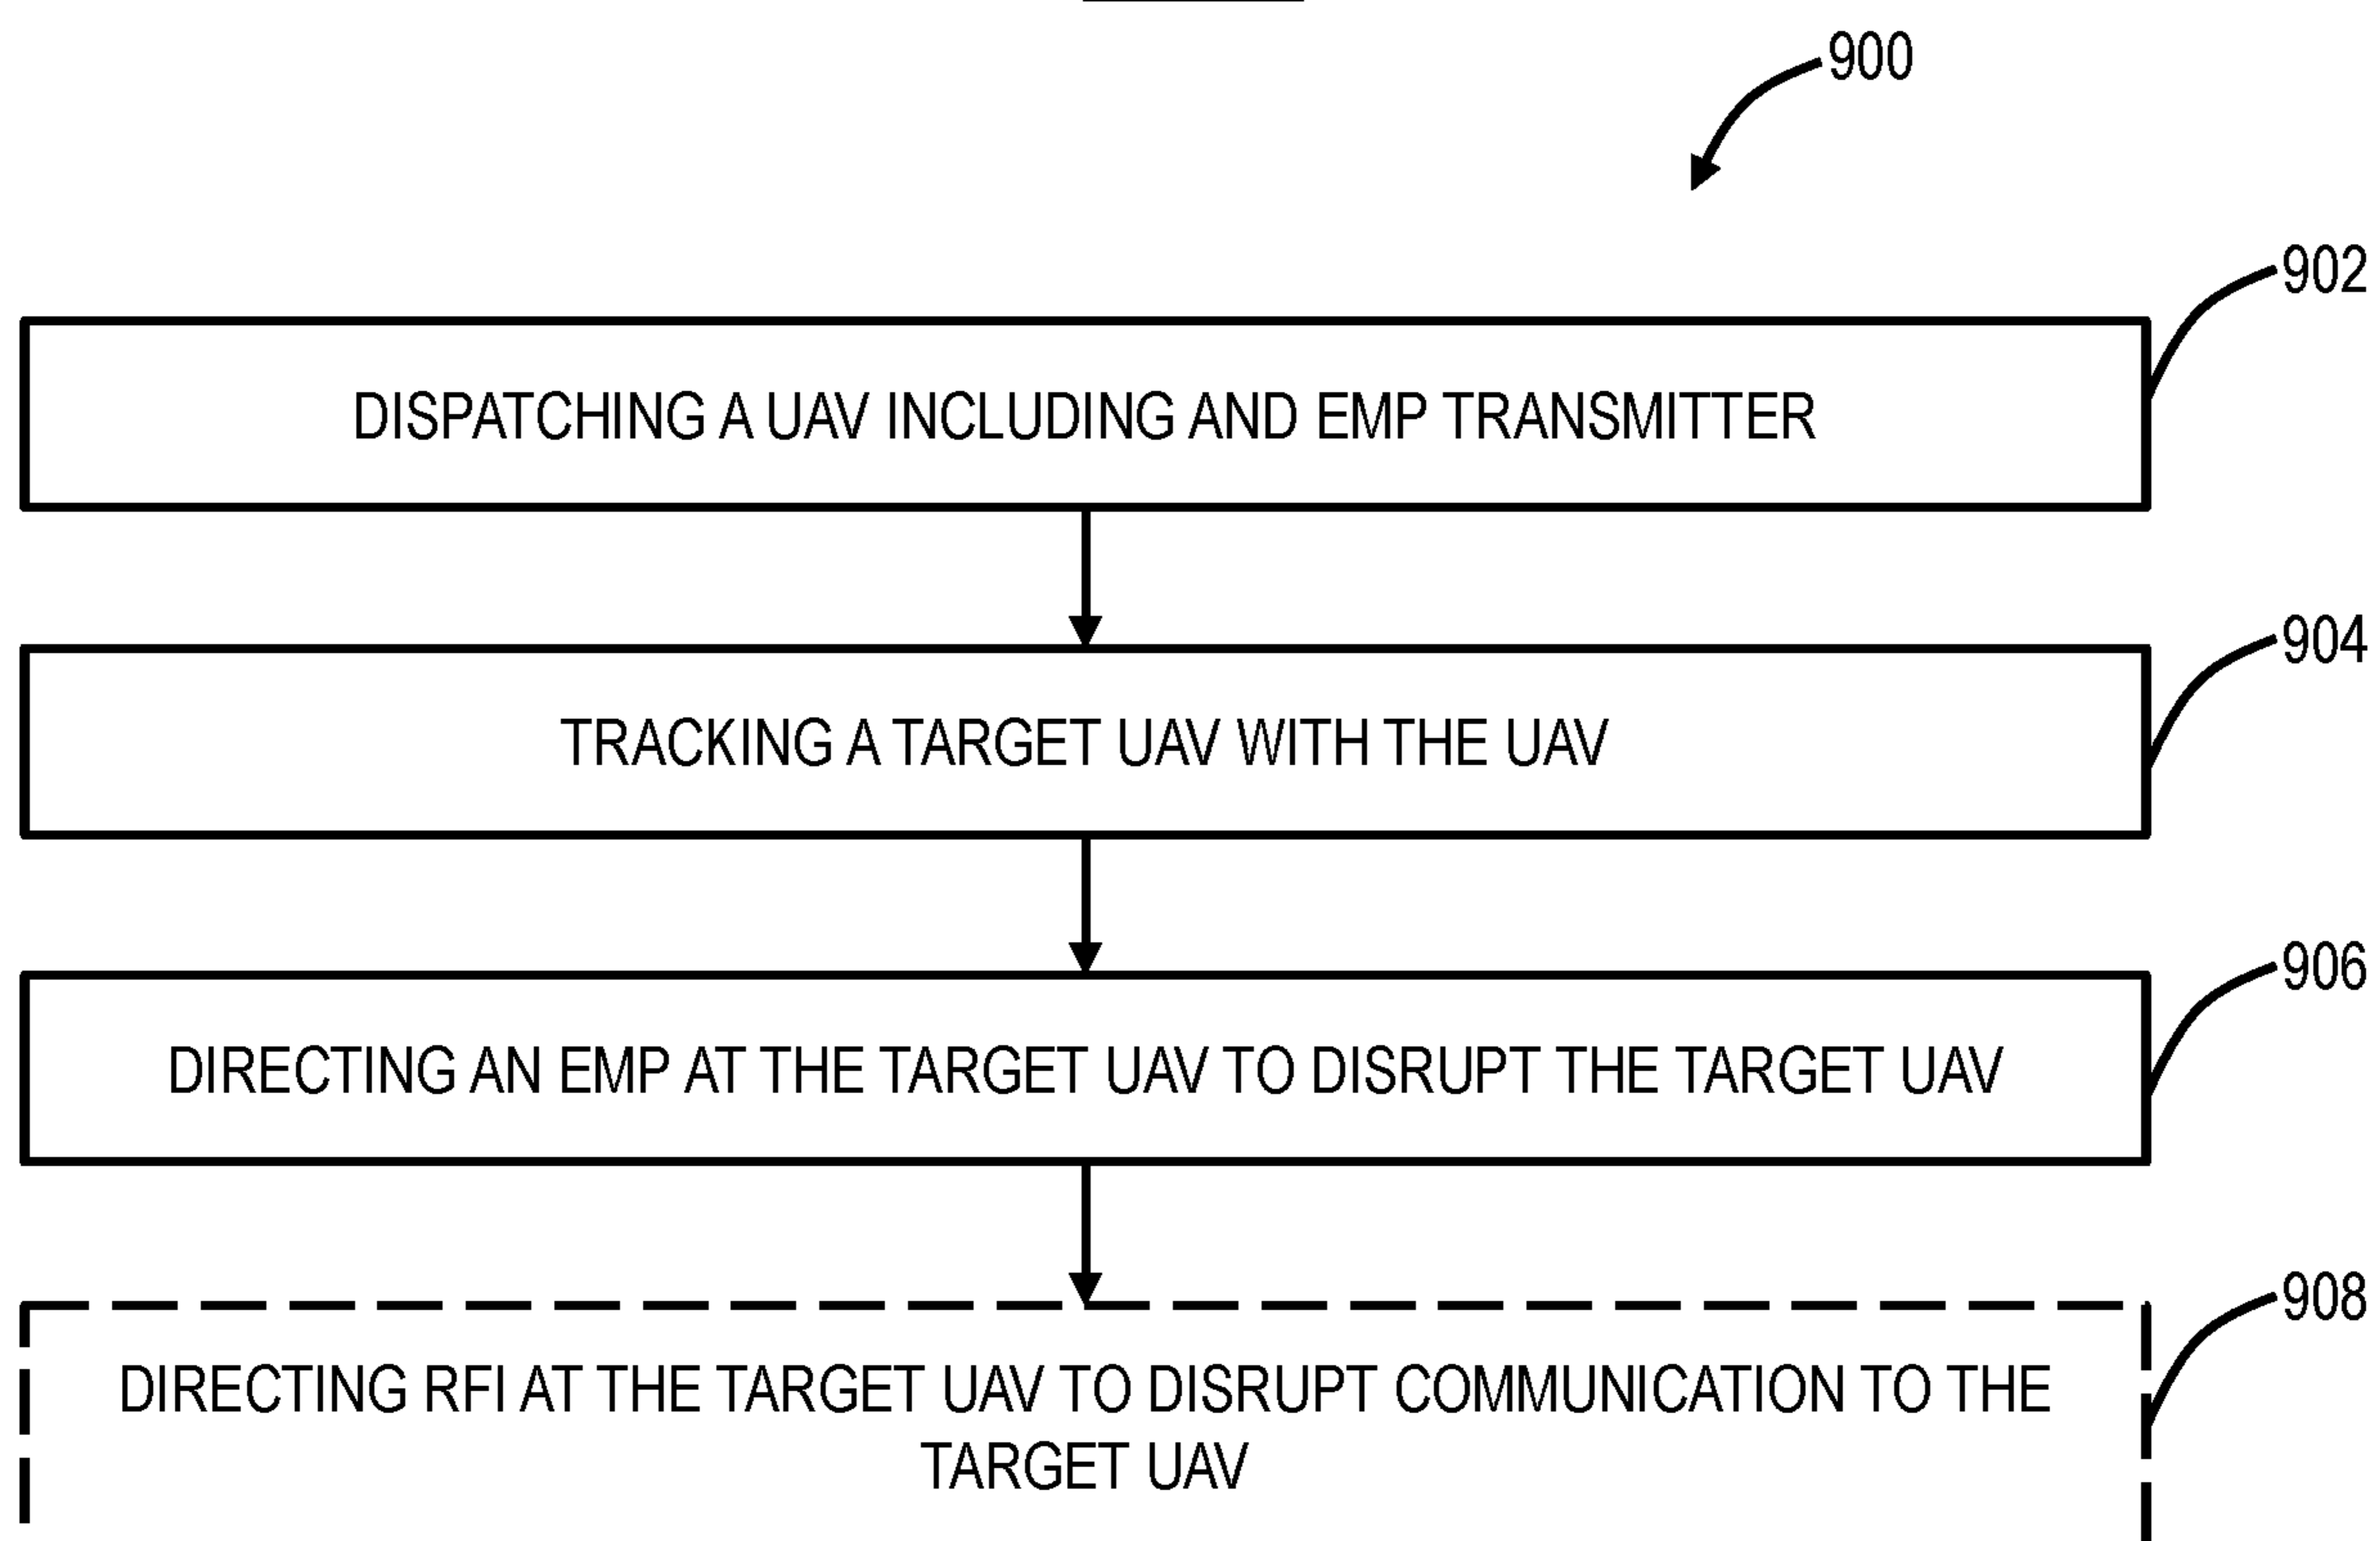 900
902
DISPATCHING A UAV INCLUDING AND EMP TRANSMITTER
904
TRACKING A TARGET UAV WITH THE UAV
906
DIRECTING AN EMP AT THE TARGET UAV TO DISRUPT THE TARGET UAV
908
DIRECTING RFI AT THE TARGET UAV TO DISRUPT COMMUNICATION TO THE
TARGET UAV